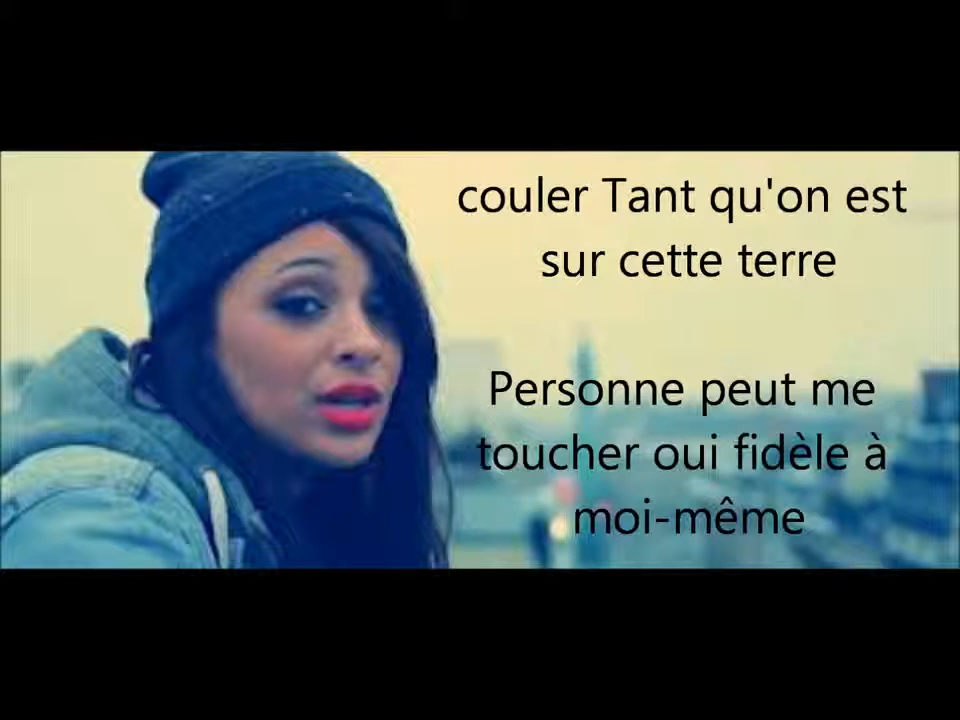 couler Tant qu'on est
sur cette terre
Personne peut me
toucher oui fidèle à
moi-même